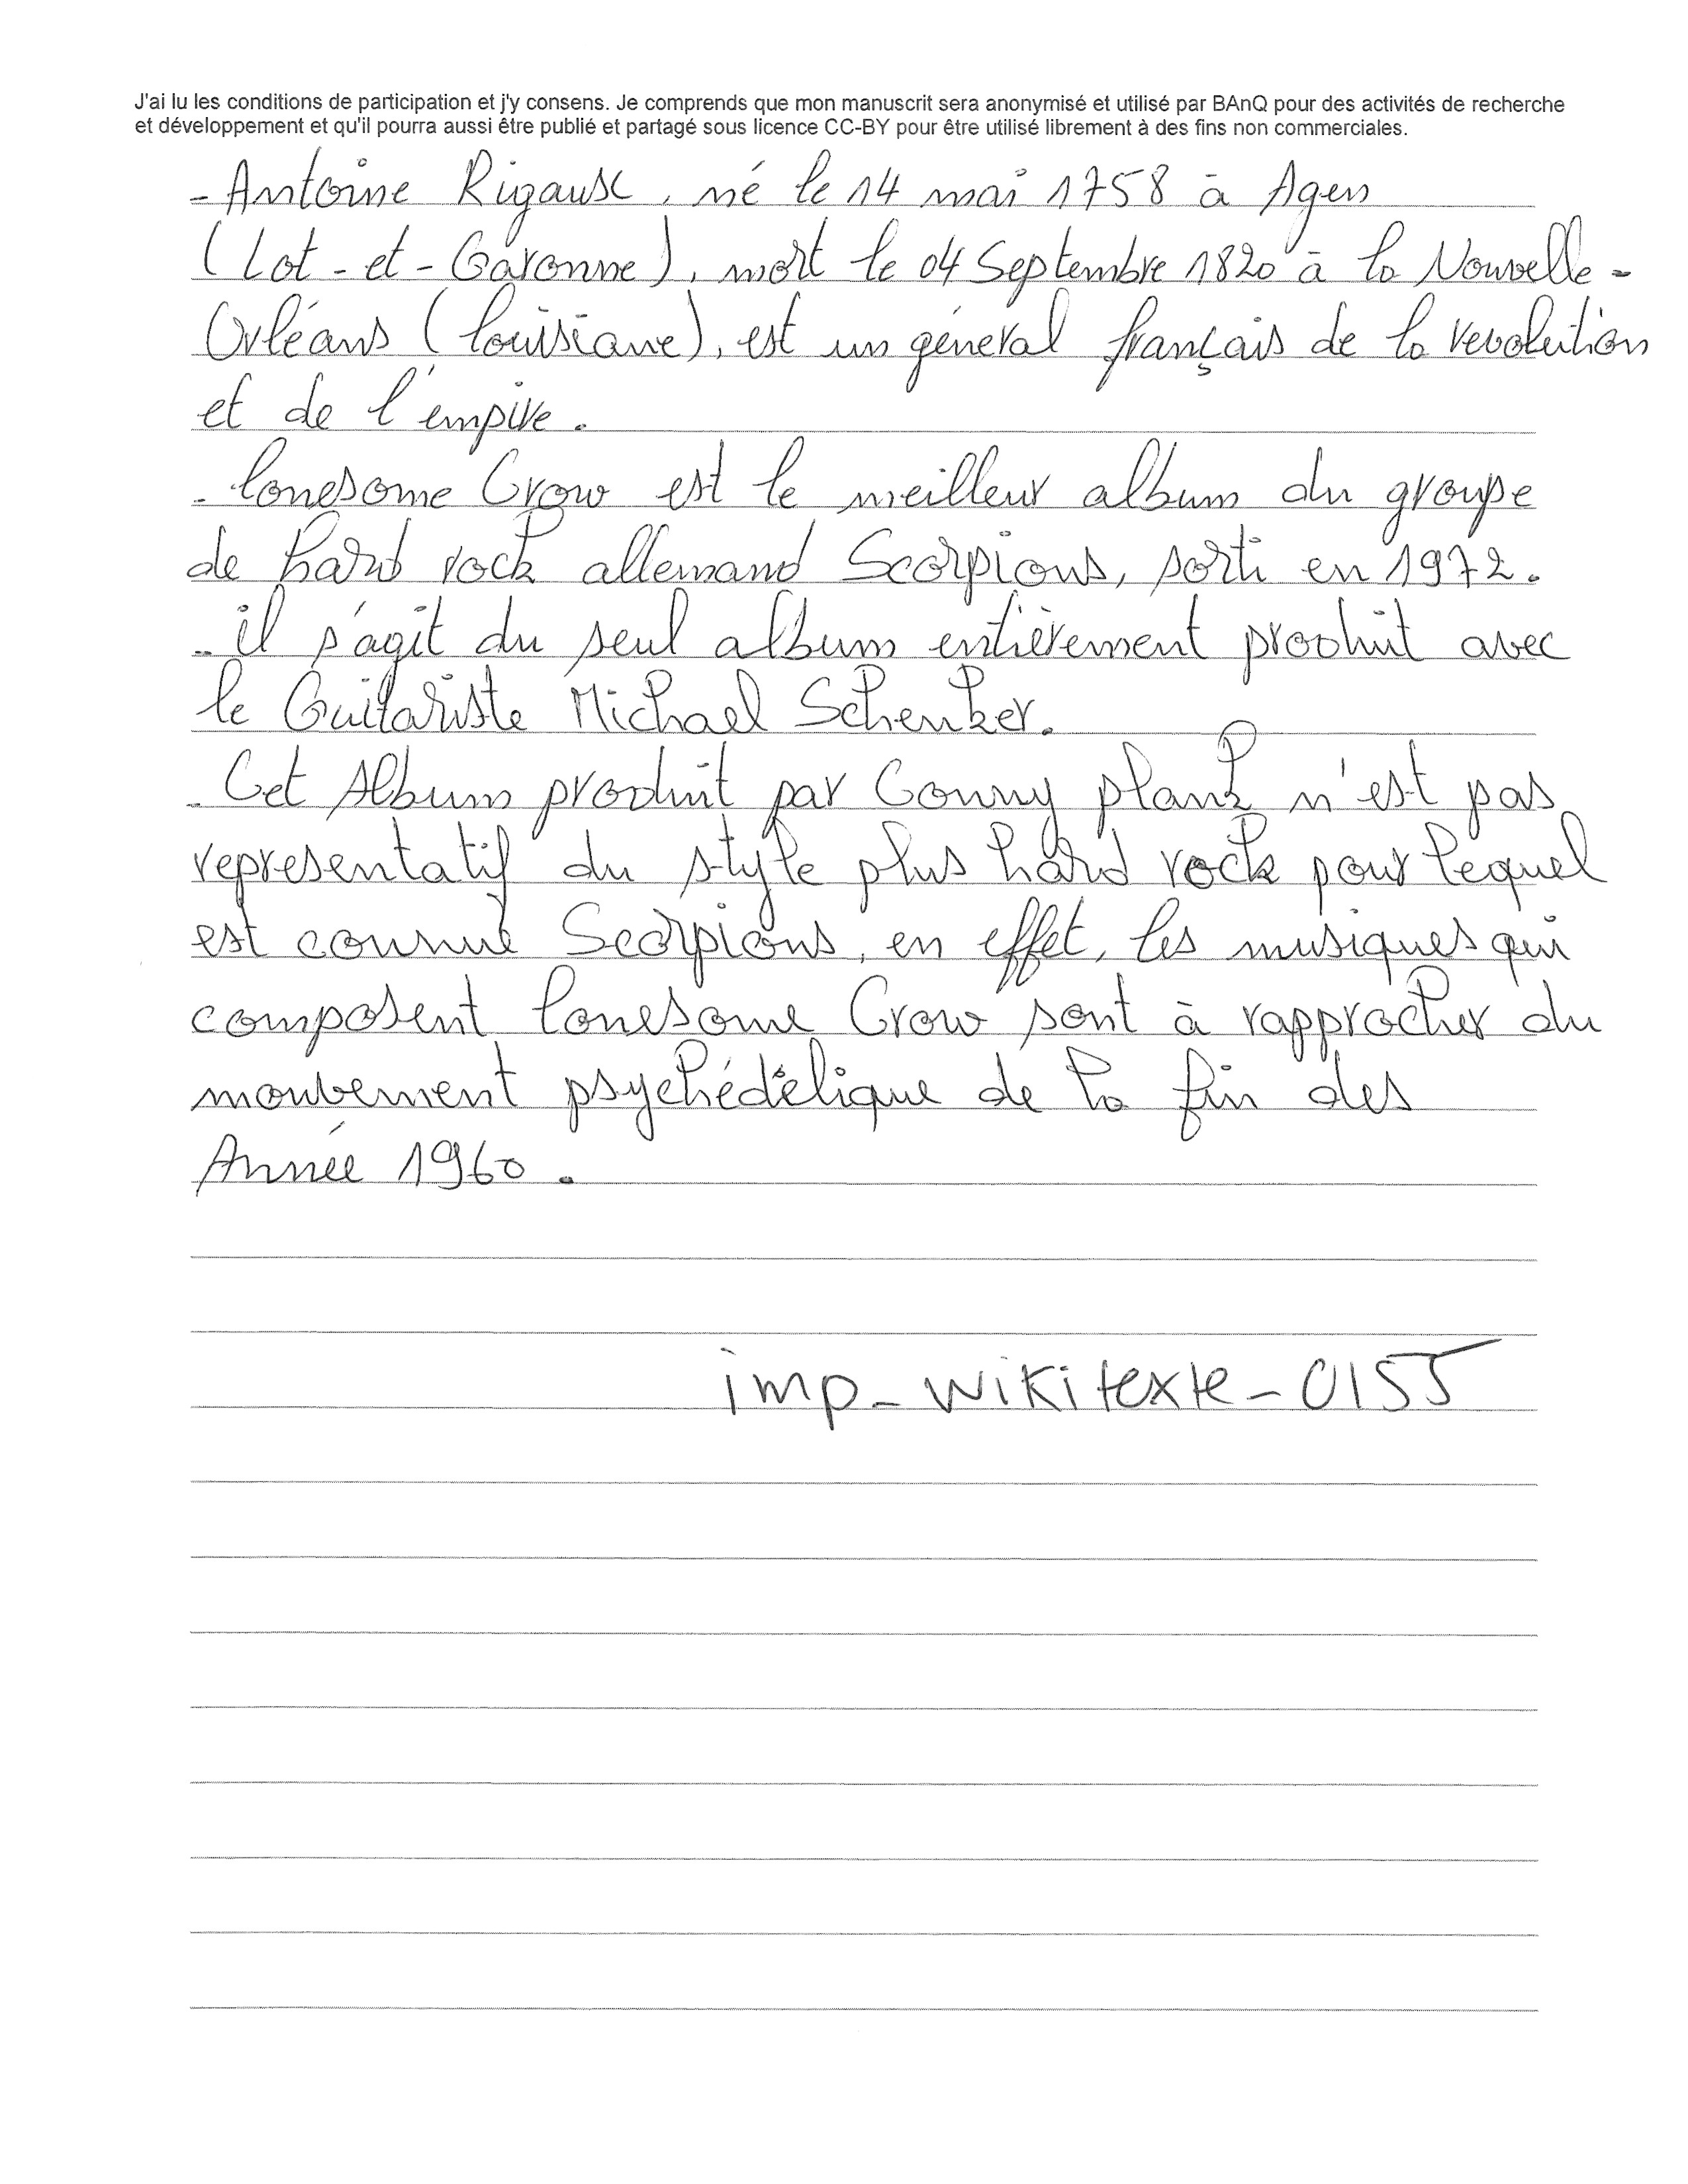 J'ai lu les conditions de participation et j'y consens. Je comprends que mon manuscrit sera anonymisé et utilisé par BAnQ pour des activités de recherche
et développement et qu'il pourra aussi être publié et partagé sous licence CC-BY pour être utilisé librement à des fins non commerciales.
- Antoine Rigaux, né le 14 mai 1758 à Agen
(Lot-et-Garonne), mort le 04 Septembre 1820 à la Nouvelle-
Orléans (louisiane), est un général français de la revolution
et de l'empire.
- lonesome Crow est le meilleur album du groupe
de hard rock allemand Scorpions, sorti en 1972.
- il s'agit du seul album entièrement produit avec
le Guitariste Michael Schenker.
- Cet Album produit par Conny plank n'est pas
representatif du style plus hard rock pour lequel
est connue Scorpions, en effet, les musiques qui
composent lonesome Crow sont à rapprocher du
mouvement psychédélique de la fin des
Année 1960.
imp_wikitexte-0155